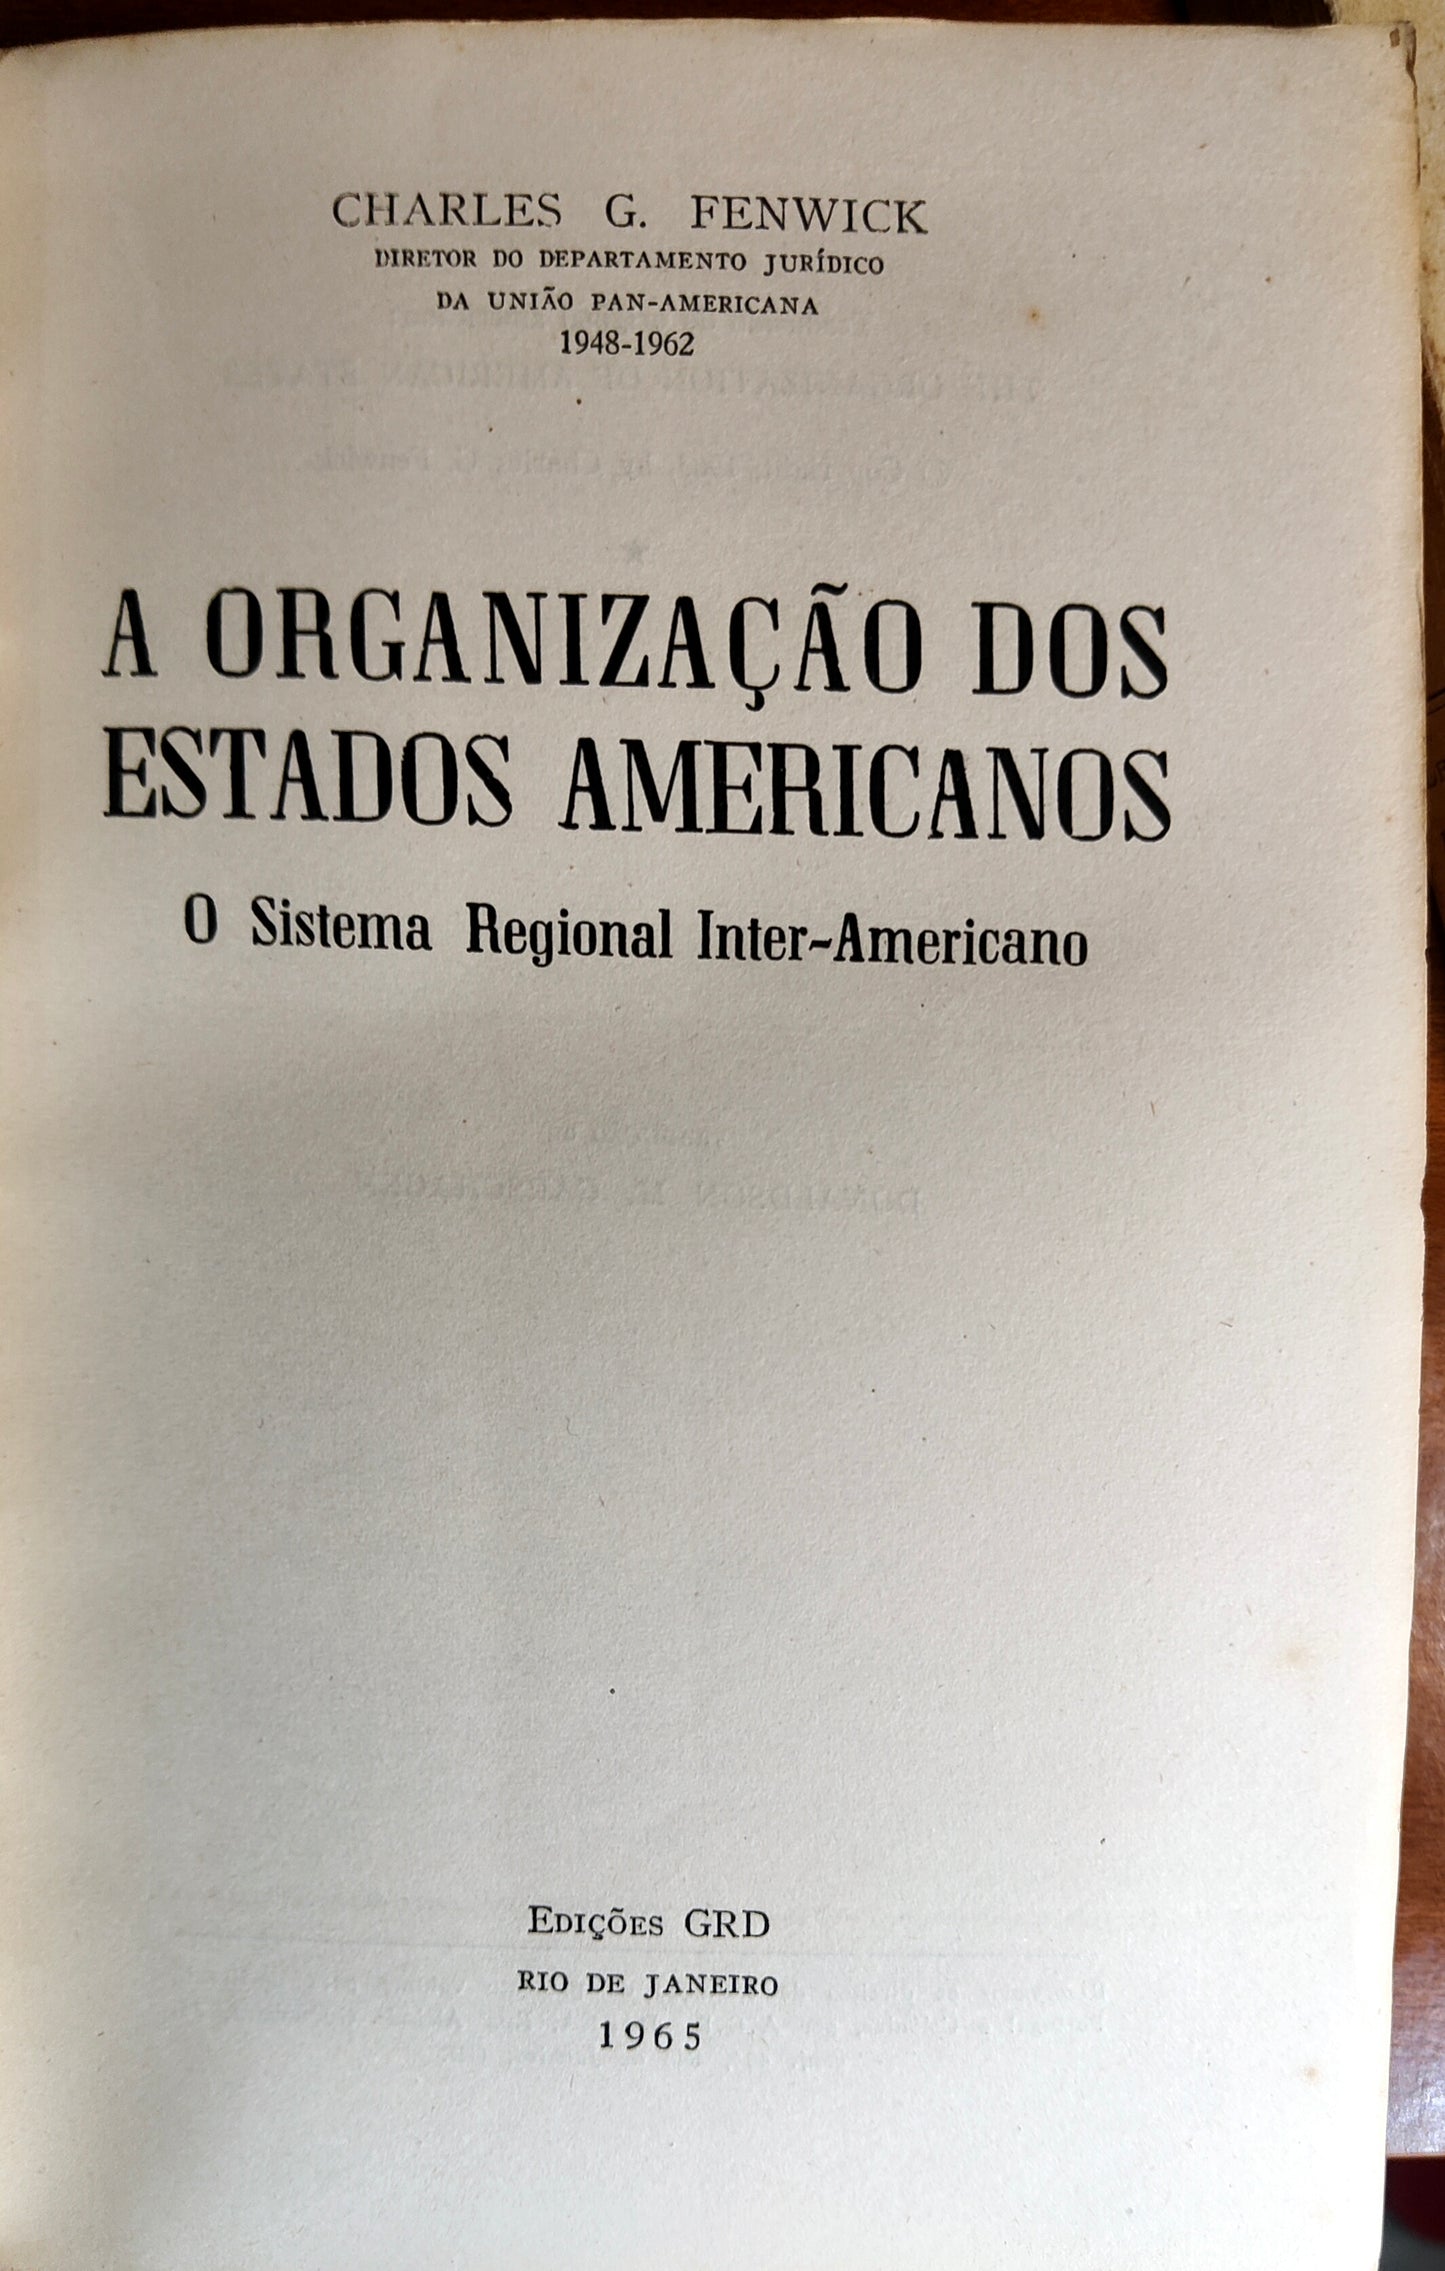 CHARLES G. FENWICK
DIRETOR DO DEPARTAMENTO JURÍDICO
DA UNIÃO PAN-AMERICANA
1948-1962
A ORGANIZAÇÃO DOS
ESTADOS AMERICANOS
O Sistema Regional Inter-Americano
EDIÇÕES GRD
RIO DE JANEIRO
1965